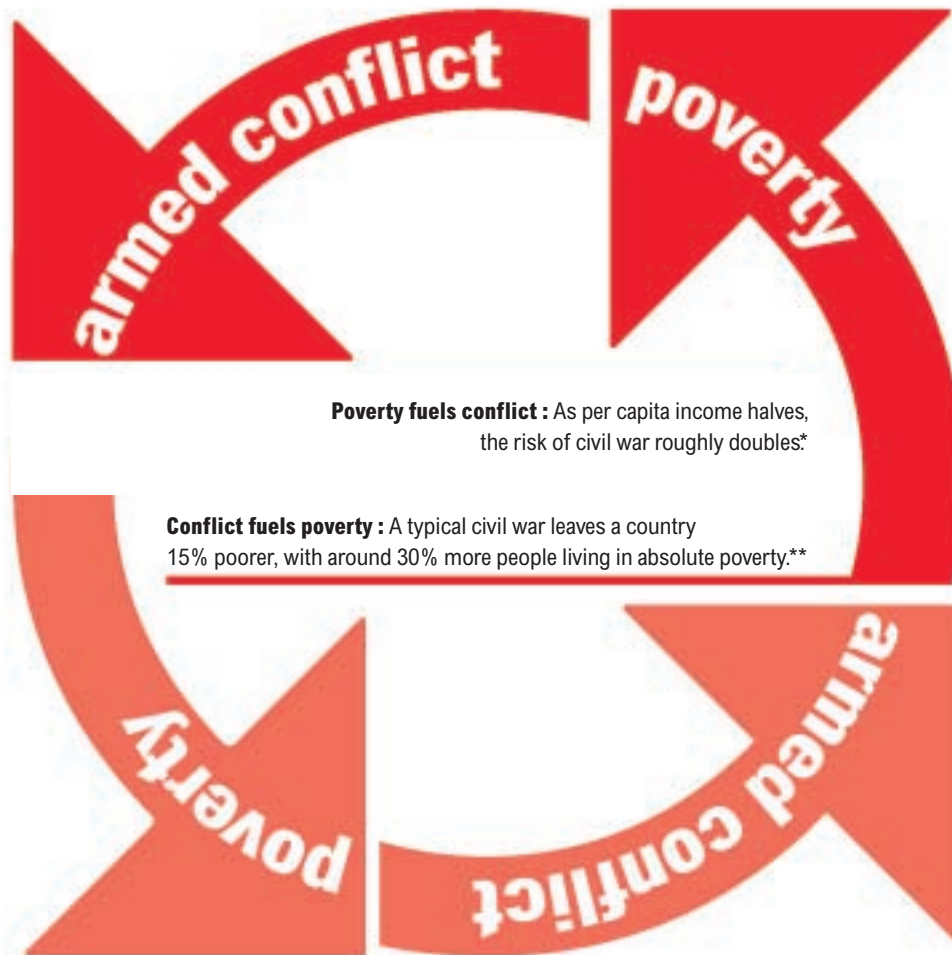 armed conflict
poverty
Poverty fuels conflict : As per capita income halves,
the risk of civil war roughly doubles.*
Conflict fuels poverty : A typical civil war leaves a country
15% poorer, with around 30% more people living in absolute poverty.**
poverty
armed conflict